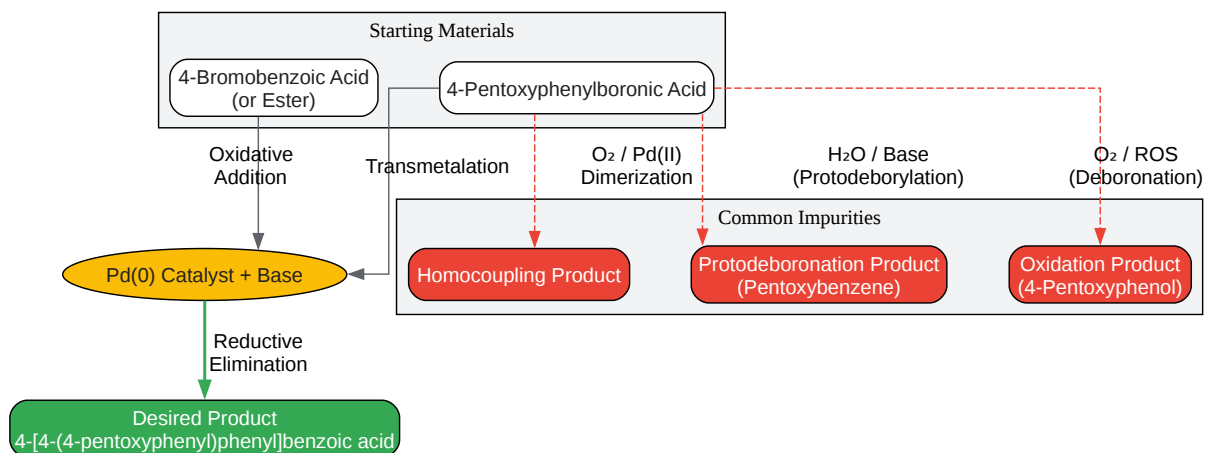 Starting Materials
4-Bromobenzoic Acid
(or Ester)
4-Pentoxyphenylboronic Acid
Oxidative
Addition
Transmetalation
O₂ / Pd(II)
Dimerization
H₂O / Base
(Protodeborylation)
O₂ / ROS
(Deboronation)
Common Impurities
Pd(0) Catalyst + Base
Homocoupling Product
Protodeboronation Product
(Pentoxybenzene)
Oxidation Product
(4-Pentoxyphenol)
Reductive
Elimination
Desired Product
4-[4-(4-pentoxyphenyl)phenyl]benzoic acid